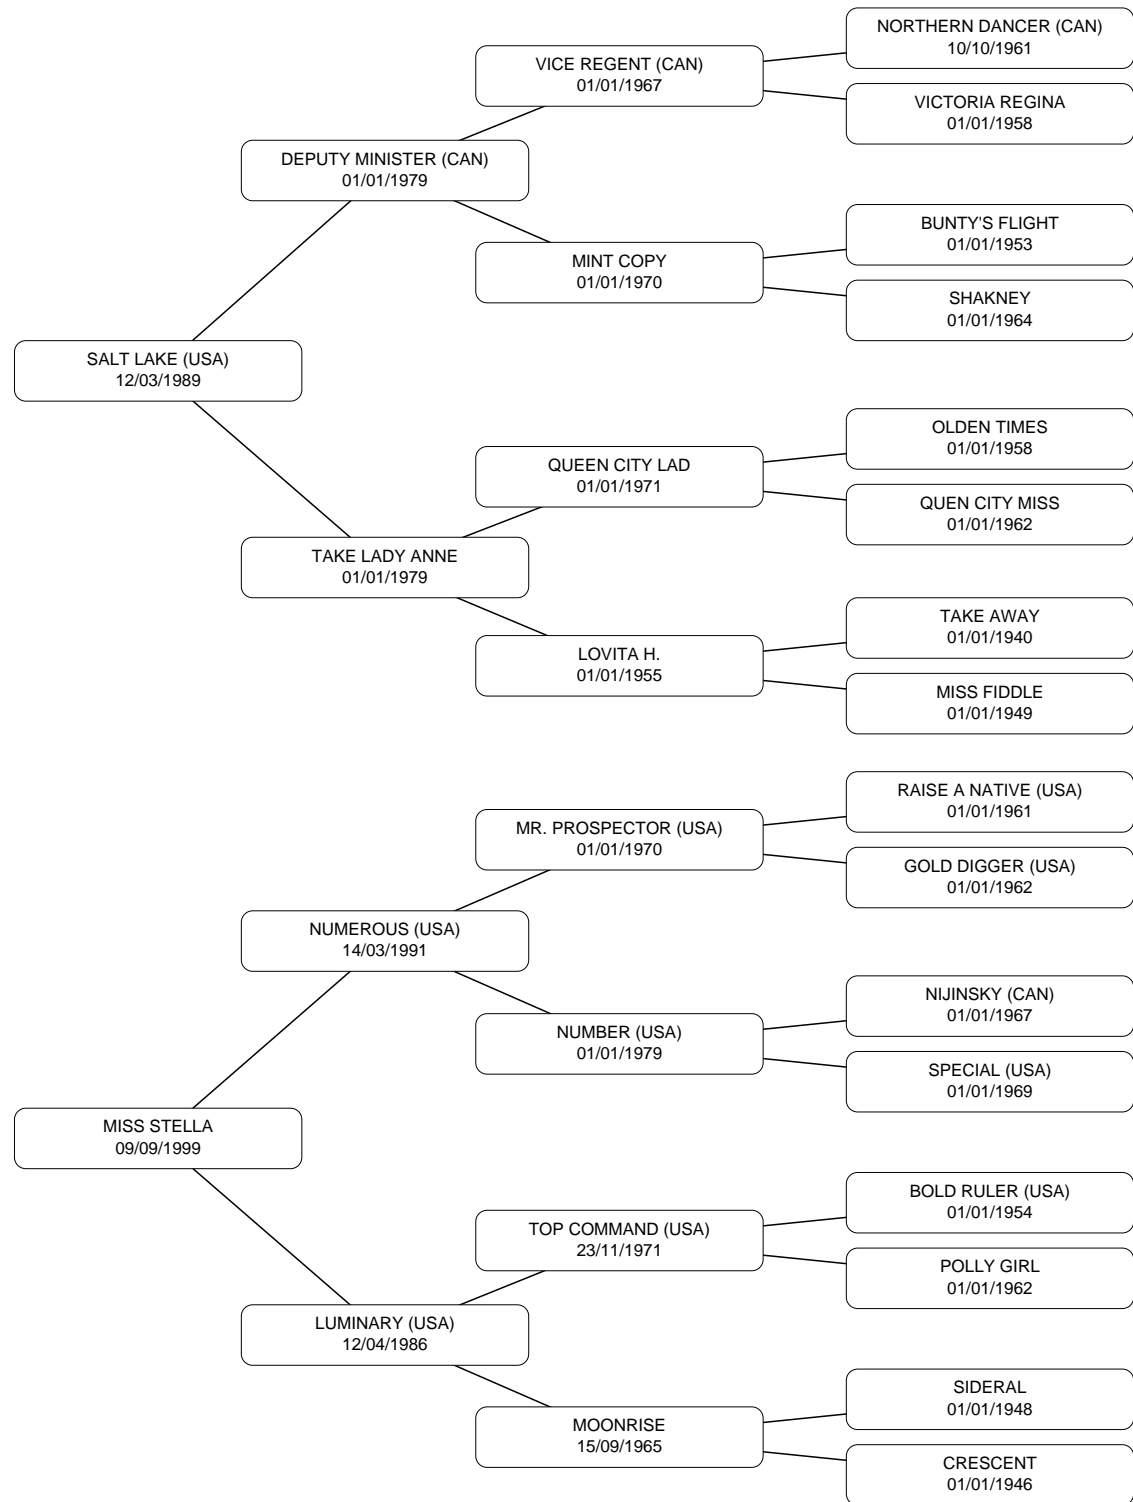 NORTHERN DANCER (CAN)
10/10/1961
VICE REGENT (CAN)
01/01/1967
VICTORIA REGINA
01/01/1958
DEPUTY MINISTER (CAN)
01/01/1979
BUNTY'S FLIGHT
01/01/1953
MINT COPY
01/01/1970
SHAKNEY
01/01/1964
SALT LAKE (USA)
12/03/1989
OLDEN TIMES
01/01/1958
QUEEN CITY LAD
01/01/1971
QUEN CITY MISS
01/01/1962
TAKE LADY ANNE
01/01/1979
TAKE AWAY
01/01/1940
LOVITA H.
01/01/1955
MISS FIDDLE
01/01/1949
RAISE A NATIVE (USA)
01/01/1961
MR. PROSPECTOR (USA)
01/01/1970
GOLD DIGGER (USA)
01/01/1962
NUMEROUS (USA)
14/03/1991
NIJINSKY (CAN)
01/01/1967
NUMBER (USA)
01/01/1979
SPECIAL (USA)
01/01/1969
MISS STELLA
09/09/1999
BOLD RULER (USA)
01/01/1954
TOP COMMAND (USA)
23/11/1971
POLLY GIRL
01/01/1962
LUMINARY (USA)
12/04/1986
SIDERAL
01/01/1948
MOONRISE
15/09/1965
CRESCENT
01/01/1946